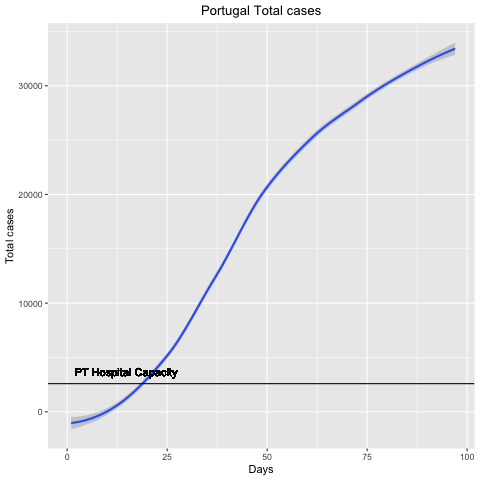 Portugal Total cases
Total cases
30000
20000
10000
0
PT Hospital Capacity
0
25
50
75
100
Days